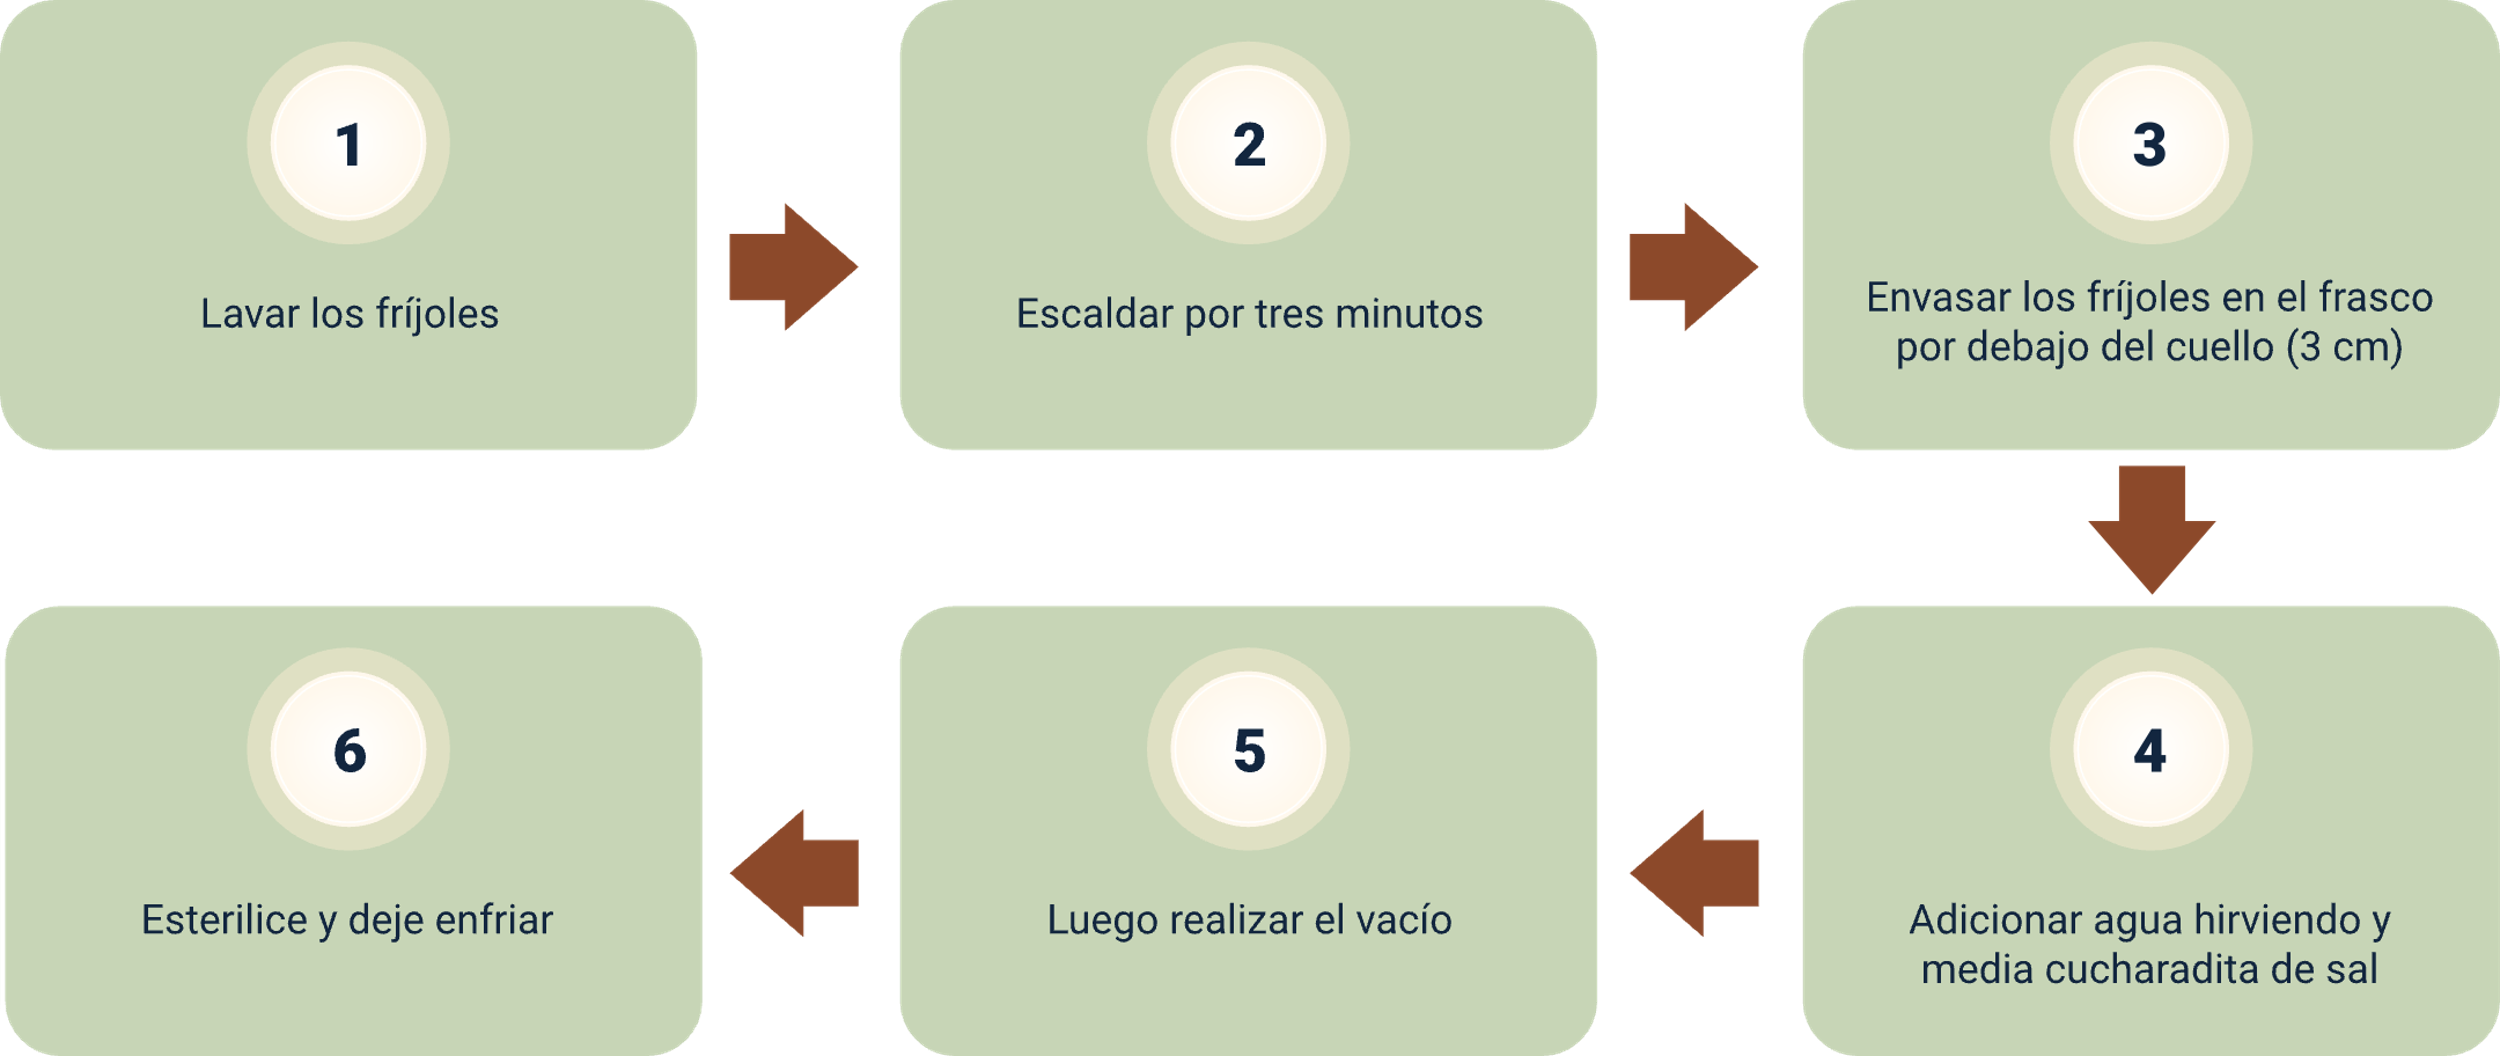 1
Lavar los fríjoles
2
Escaldar por tres minutos
3
Envasar los fríjoles en el frasco
por debajo del cuello (3 cm)
4
Adicionar agua hirviendo y
media cucharadita de sal
5
Luego realizar el vacío
6
Esterilice y deje enfriar